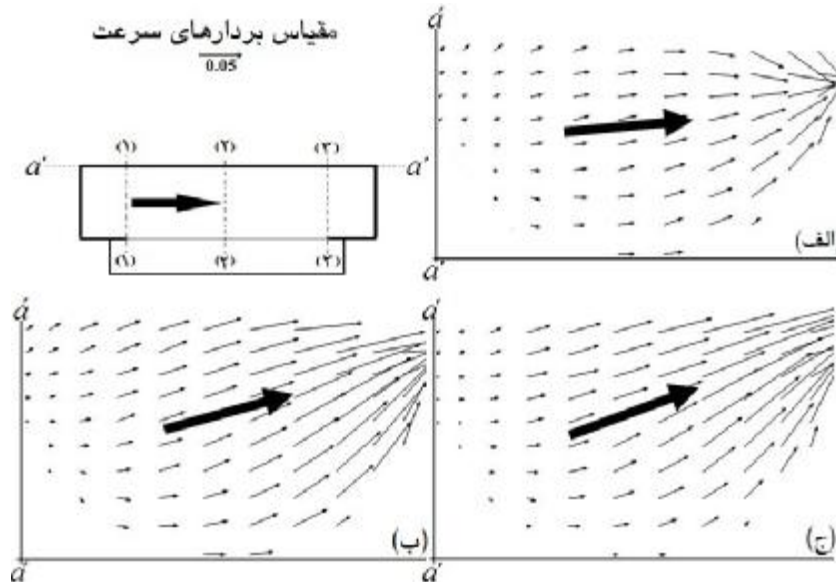 مقیاس بردارهای سرعت
0.05
(۱) (۲) (۳)
a' a'
(۱) (۲) (۳)
a'
الف)
a'
a'
(ب)
a'
a'
(ج)
a'